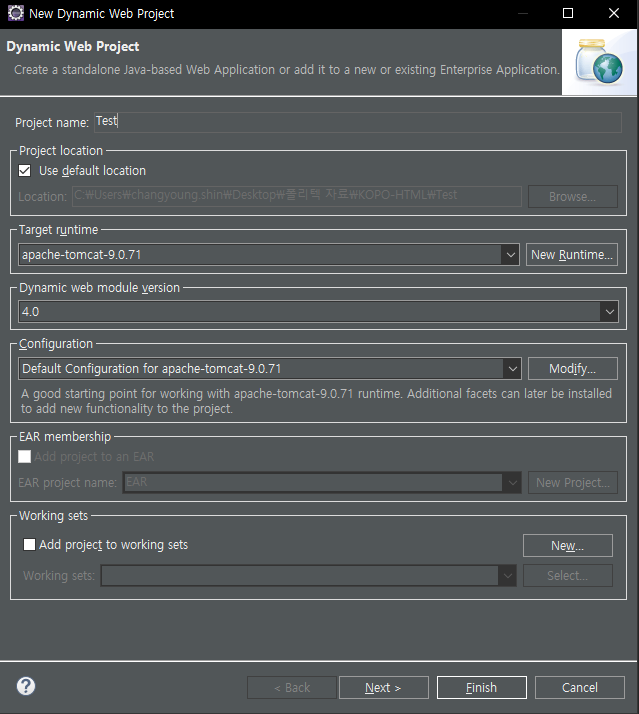 New Dynamic Web Project
Dynamic Web Project
Create a standalone Java-based Web Application or add it to a new or existing Enterprise Application.
Project name: Test
Project location
Use default location
Location: C:₩Users₩changyoung.shin₩Desktop₩폴리텍 자료₩KOPO-HTML₩Test Browse...
Target runtime
apache-tomcat-9.0.71 New Runtime...
Dynamic web module version
4.0
Configuration
Default Configuration for apache-tomcat-9.0.71 Modify...
A good starting point for working with apache-tomcat-9.0.71 runtime. Additional facets can later be installed
to add new functionality to the project.
EAR membership
Add project to an EAR
EAR project name: EAR New Project...
Working sets
Add project to working sets New...
Working sets: Select...
? < Back Next > Finish Cancel